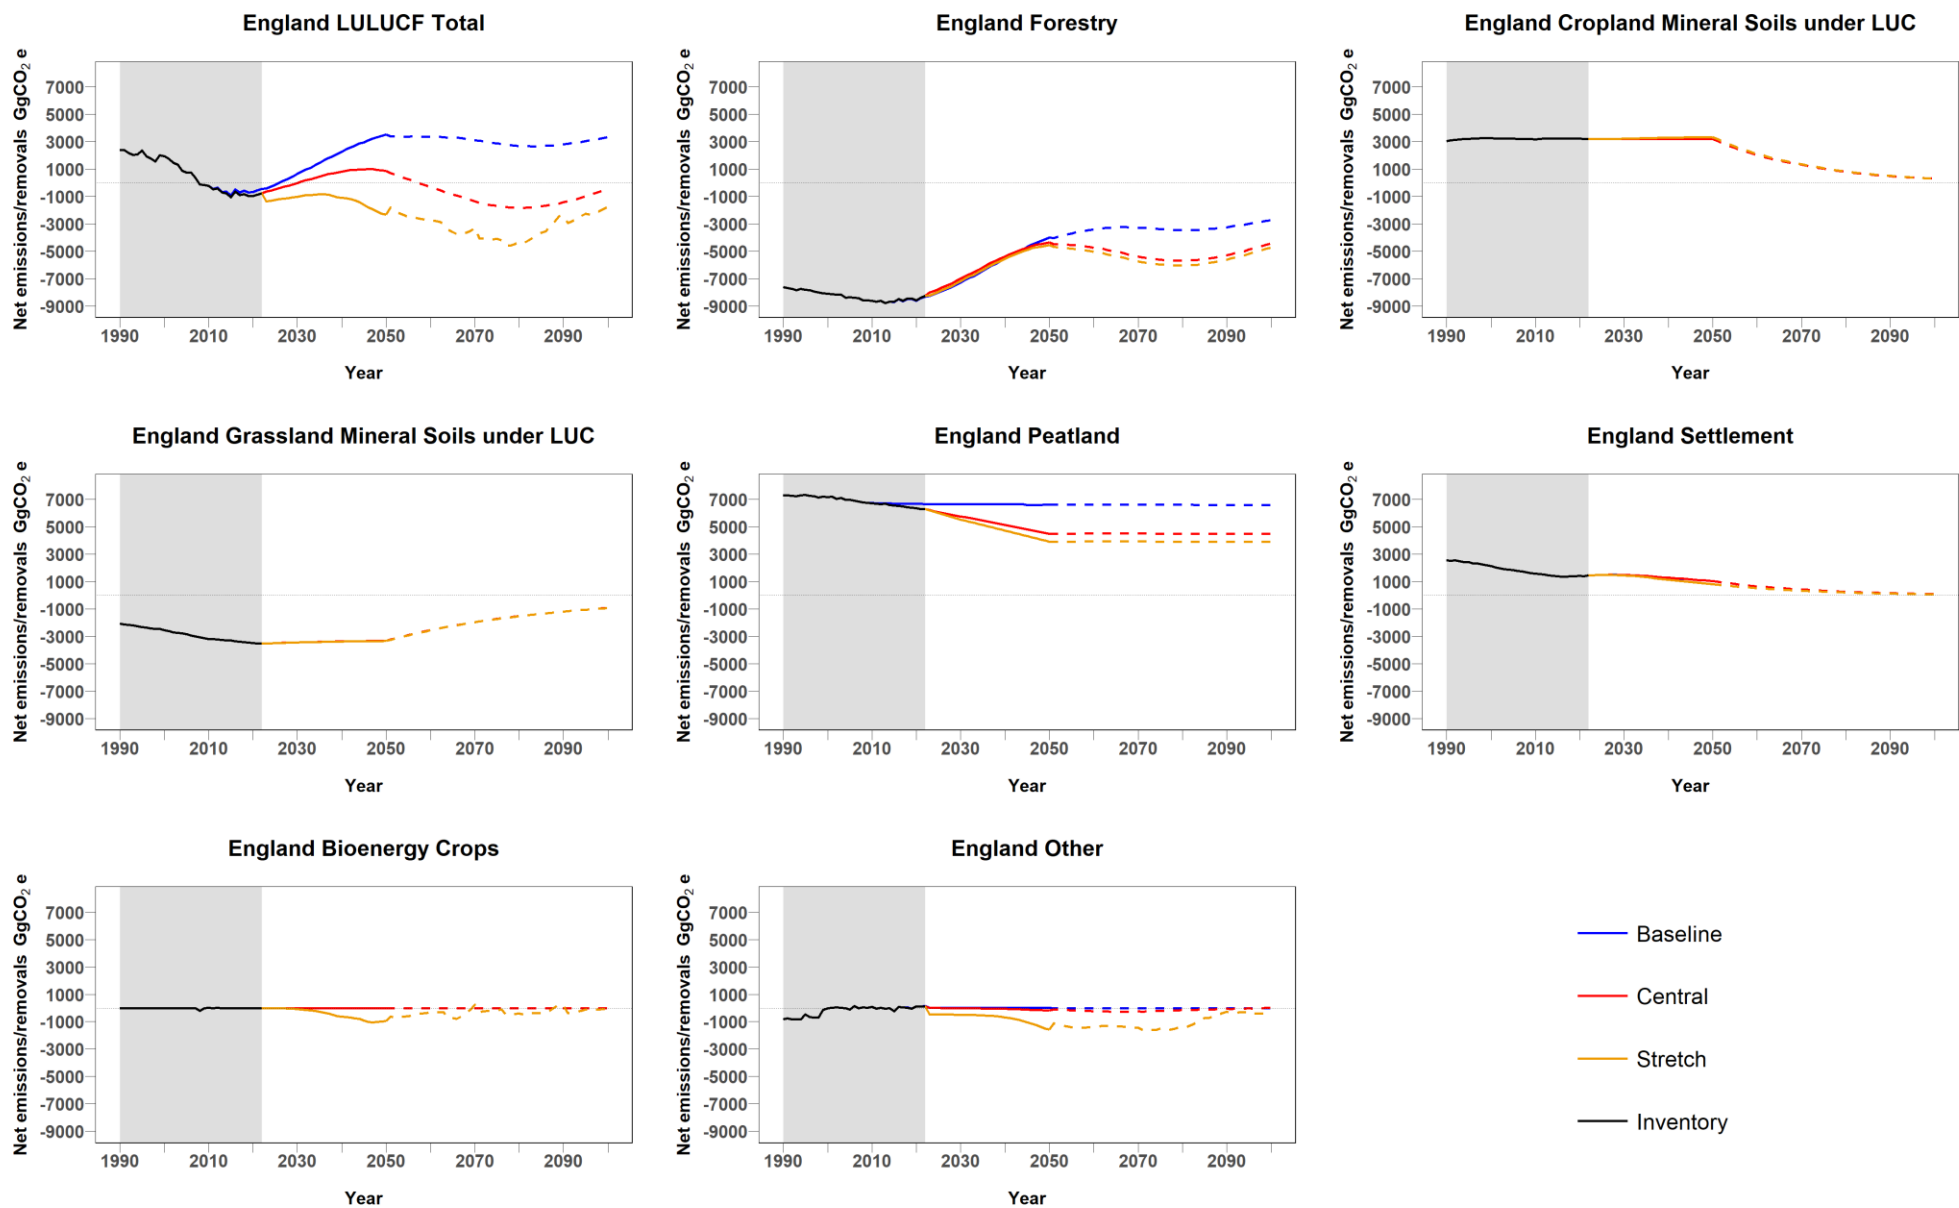 England LULUCF Total
Net emissions/removals GgCO₂ e
7000
5000
3000
1000
-1000
-3000
-5000
-7000
-9000
1990 2010 2030 2050 2070 2090
Year
England Forestry
Net emissions/removals GgCO₂ e
7000
5000
3000
1000
-1000
-3000
-5000
-7000
-9000
1990 2010 2030 2050 2070 2090
Year
England Cropland Mineral Soils under LUC
Net emissions/removals GgCO₂ e
7000
5000
3000
1000
-1000
-3000
-5000
-7000
-9000
1990 2010 2030 2050 2070 2090
Year
England Grassland Mineral Soils under LUC
Net emissions/removals GgCO₂ e
7000
5000
3000
1000
-1000
-3000
-5000
-7000
-9000
1990 2010 2030 2050 2070 2090
Year
England Peatland
Net emissions/removals GgCO₂ e
7000
5000
3000
1000
-1000
-3000
-5000
-7000
-9000
1990 2010 2030 2050 2070 2090
Year
England Settlement
Net emissions/removals GgCO₂ e
7000
5000
3000
1000
-1000
-3000
-5000
-7000
-9000
1990 2010 2030 2050 2070 2090
Year
England Bioenergy Crops
Net emissions/removals GgCO₂ e
7000
5000
3000
1000
-1000
-3000
-5000
-7000
-9000
1990 2010 2030 2050 2070 2090
Year
England Other
Net emissions/removals GgCO₂ e
7000
5000
3000
1000
-1000
-3000
-5000
-7000
-9000
1990 2010 2030 2050 2070 2090
Year
Baseline
Central
Stretch
Inventory